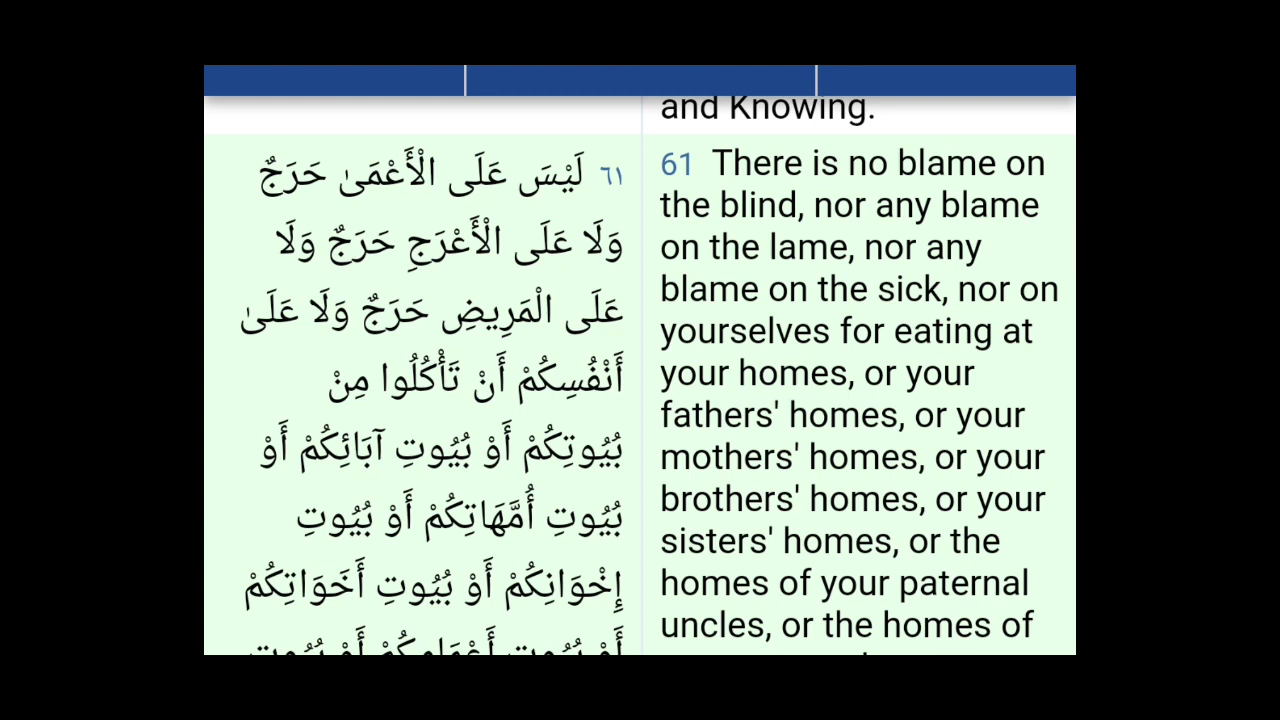 and Knowing.
٦١ لَيْسَ عَلَى الْأَعْمَىٰ حَرَجٌ
وَلَا عَلَى الْأَعْرَجِ حَرَجٌ وَلَا
عَلَى الْمَرِيضِ حَرَجٌ وَلَا عَلَىٰ
أَنْفُسِكُمْ أَنْ تَأْكُلُوا مِنْ
بُيُوتِكُمْ أَوْ بُيُوتِ آبَائِكُمْ أَوْ
بُيُوتِ أُمَّهَاتِكُمْ أَوْ بُيُوتِ
إِخْوَانِكُمْ أَوْ بُيُوتِ أَخَوَاتِكُمْ
أَوْ بُيُوتِ أَعْمَامِكُمْ أَوْ بُيُوتِ
61 There is no blame on
the blind, nor any blame
on the lame, nor any
blame on the sick, nor on
yourselves for eating at
your homes, or your
fathers' homes, or your
mothers' homes, or your
brothers' homes, or your
sisters' homes, or the
homes of your paternal
uncles, or the homes of